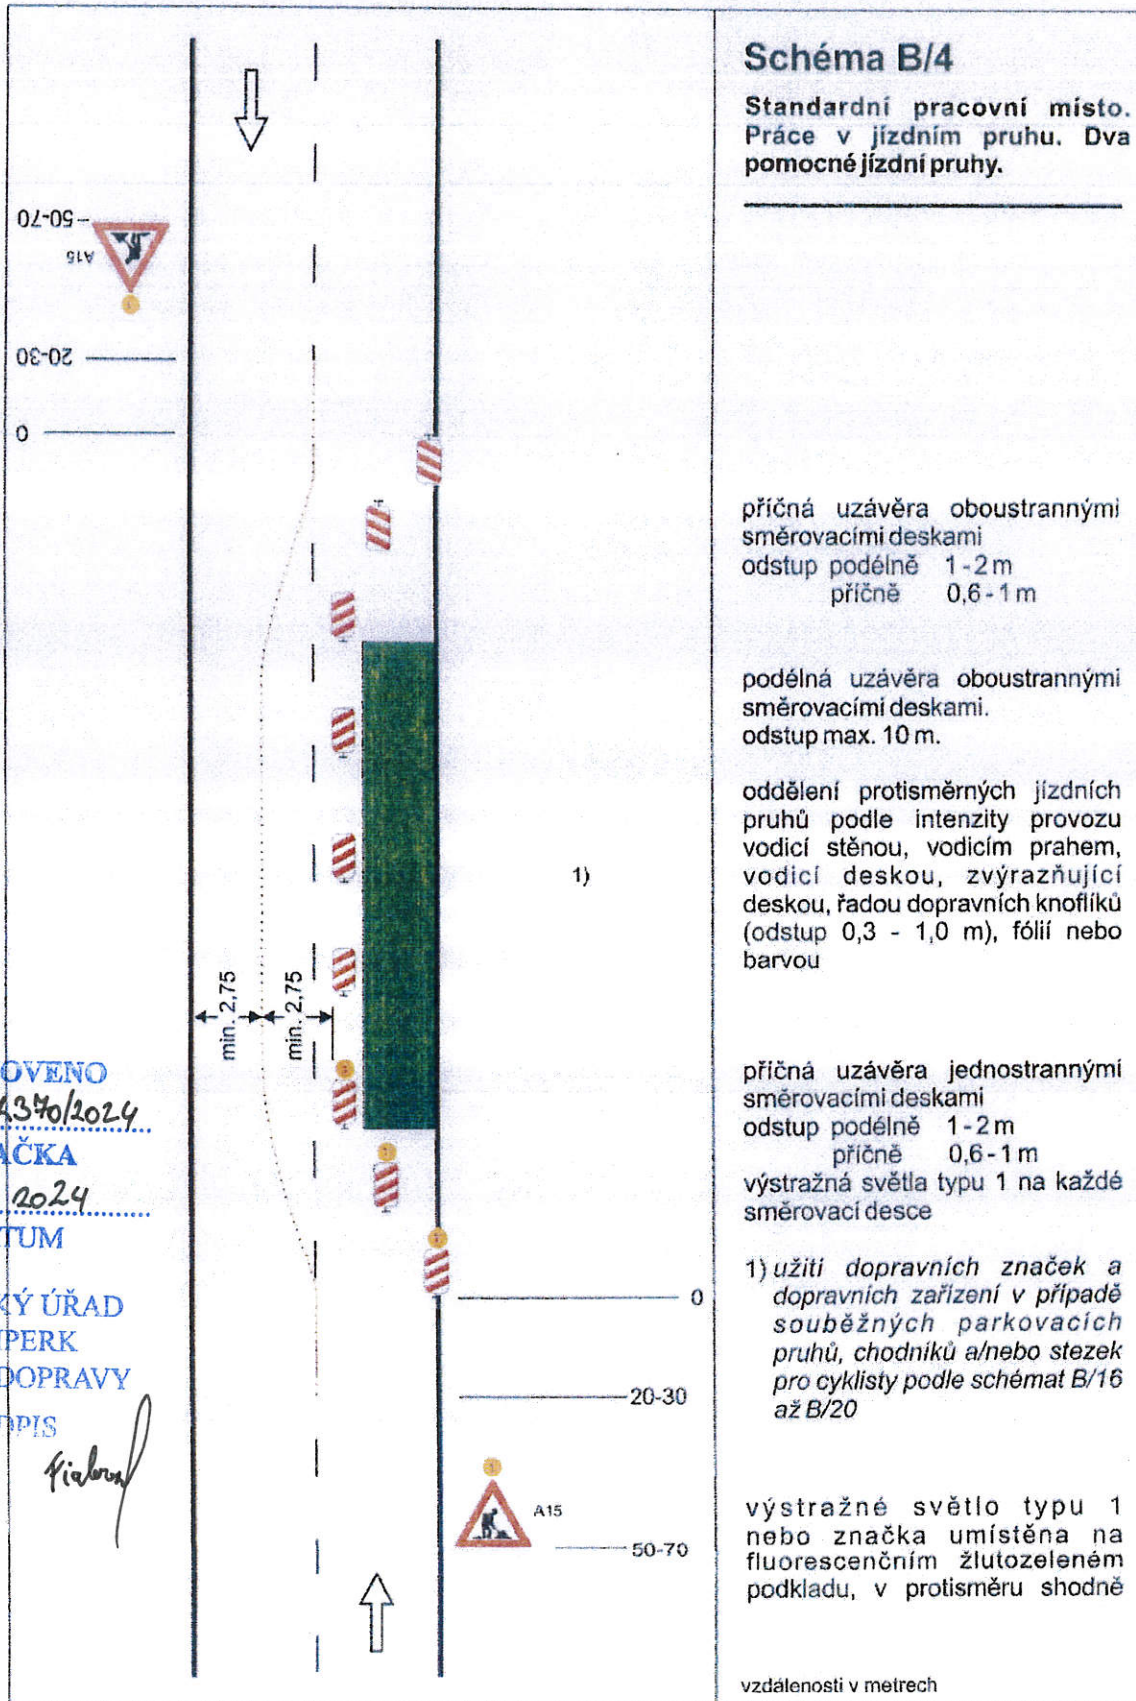 Schéma B/4
Standardní pracovní místo.
Práce v jízdním pruhu. Dva
pomocné jízdní pruhy.
50-70
A15
20-30
0
příčná uzávěra oboustrannými
směrovacími deskami
odstup podélně 1-2 m
příčně 0,6-1 m
podélná uzávěra oboustrannými
směrovacími deskami.
odstup max. 10 m.
oddělení protisměrných jízdních
pruhů podle intenzity provozu
vodicí stěnou, vodicím prahem,
vodicí deskou, zvýrazňující
deskou, řadou dopravních knoflíků
(odstup 0,3 - 1,0 m), fólií nebo
barvou
1)
min. 2,75
min. 2,75
příčná uzávěra jednostrannými
směrovacími deskami
odstup podélně 1-2 m
příčně 0,6-1 m
výstražná světla typu 1 na každé
směrovací desce
OVENO
370/2024
AČKA
2024
TUM
KÝ ÚŘAD
PERK
DOPRAVY
DPIS
0
20-30
A15
50-70
1) užití dopravních značek a
dopravních zařízení v případě
souběžných parkovacích
pruhů, chodníků a/nebo stezek
pro cyklisty podle schémat B/16
až B/20
výstražné světlo typu 1
nebo značka umístěna na
fluorescenčním žlutozeleném
podkladu, v protisměru shodně
vzdálenosti v metrech